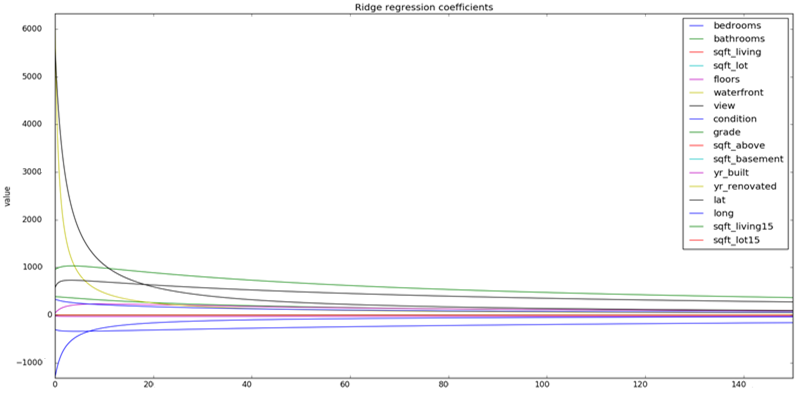 Ridge regression coefficients
6000
5000
4000
3000
2000
1000
0
−1000
value
0
20
40
60
80
100
120
140
bedrooms
bathrooms
sqft_living
sqft_lot
floors
waterfront
view
condition
grade
sqft_above
sqft_basement
yr_built
yr_renovated
lat
long
sqft_living15
sqft_lot15